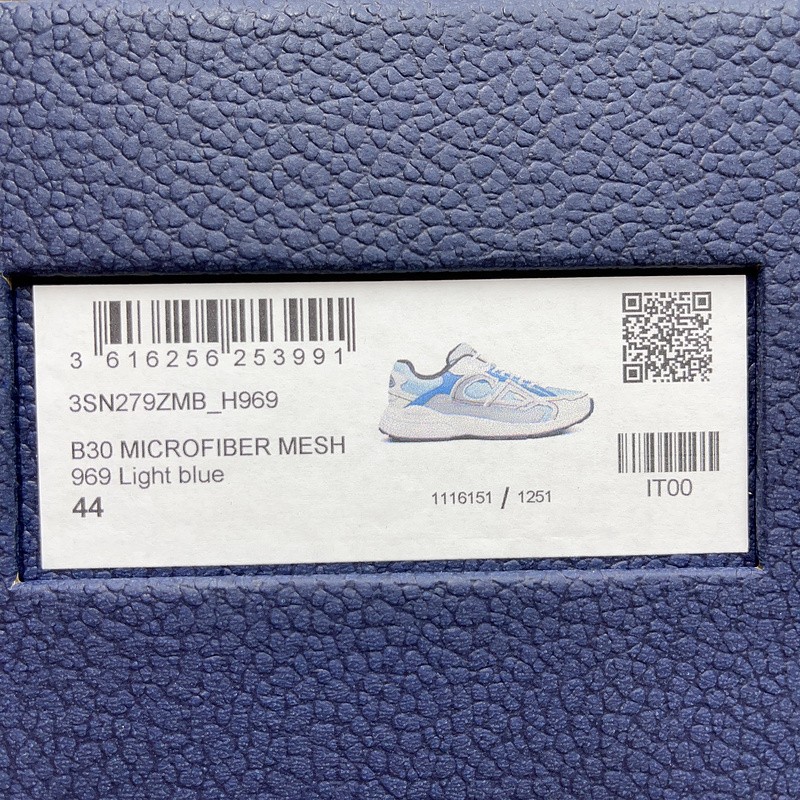 3 616256 253991
3SN279ZMB_H969
B30 MICROFIBER MESH
969 Light blue
44
1116151 / 1251
IT00